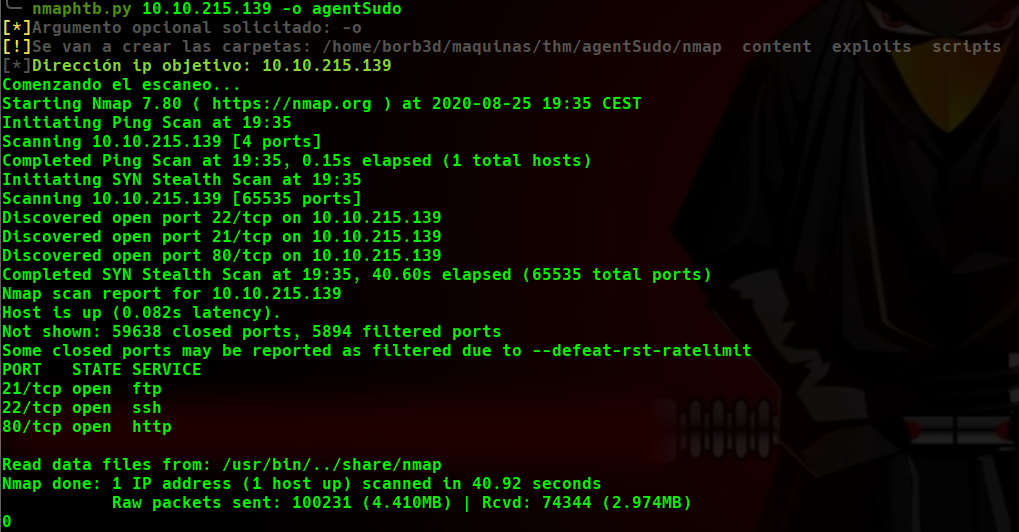 nmaphtb.py 10.10.215.139 -o agentSudo
[*]Argumento opcional solicitado: -o
[!]Se van a crear las carpetas: /home/borb3d/maquinas/thm/agentSudo/nmap  content  exploits  scripts
[*]Dirección ip objetivo: 10.10.215.139
Comenzando el escaneo...
Starting Nmap 7.80 ( https://nmap.org ) at 2020-08-25 19:35 CEST
Initiating Ping Scan at 19:35
Scanning 10.10.215.139 [4 ports]
Completed Ping Scan at 19:35, 0.15s elapsed (1 total hosts)
Initiating SYN Stealth Scan at 19:35
Scanning 10.10.215.139 [65535 ports]
Discovered open port 22/tcp on 10.10.215.139
Discovered open port 21/tcp on 10.10.215.139
Discovered open port 80/tcp on 10.10.215.139
Completed SYN Stealth Scan at 19:35, 40.60s elapsed (65535 total ports)
Nmap scan report for 10.10.215.139
Host is up (0.082s latency).
Not shown: 59638 closed ports, 5894 filtered ports
Some closed ports may be reported as filtered due to --defeat-rst-ratelimit
PORT   STATE SERVICE
21/tcp open  ftp
22/tcp open  ssh
80/tcp open  http
Read data files from: /usr/bin/../share/nmap
Nmap done: 1 IP address (1 host up) scanned in 40.92 seconds
           Raw packets sent: 100231 (4.410MB) | Rcvd: 74344 (2.974MB)
0